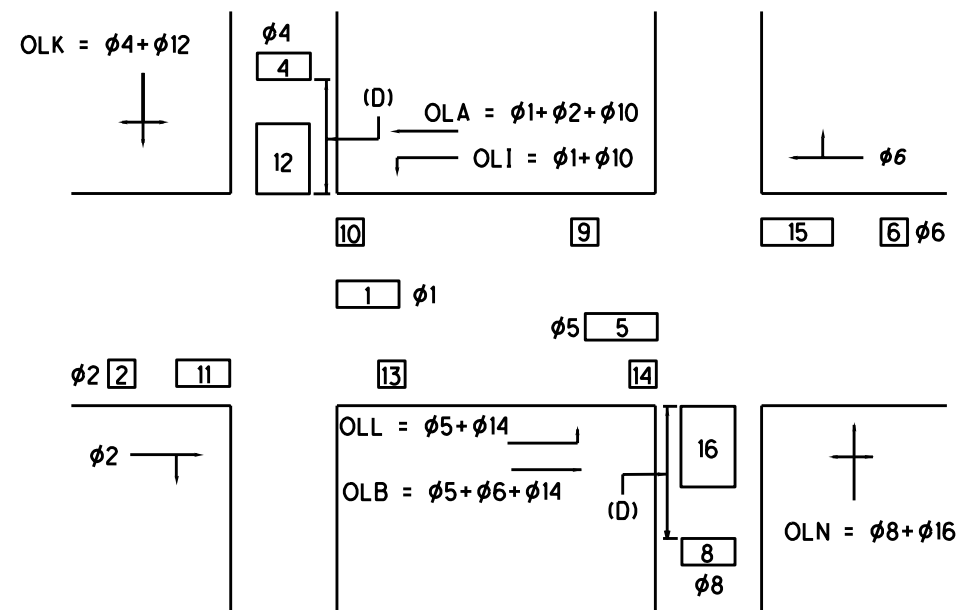 OLK = ϕ4+ϕ12
ϕ4
4
(D)
12
OLA = ϕ1+ϕ2+ϕ10
OLI = ϕ1+ϕ10
ϕ6
10
9
15
6 ϕ6
1 ϕ1
ϕ5 5
ϕ2 2
11
13
14
ϕ2
OLL = ϕ5+ϕ14
OLB = ϕ5+ϕ6+ϕ14
16
(D)
8
ϕ8
OLN = ϕ8+ϕ16